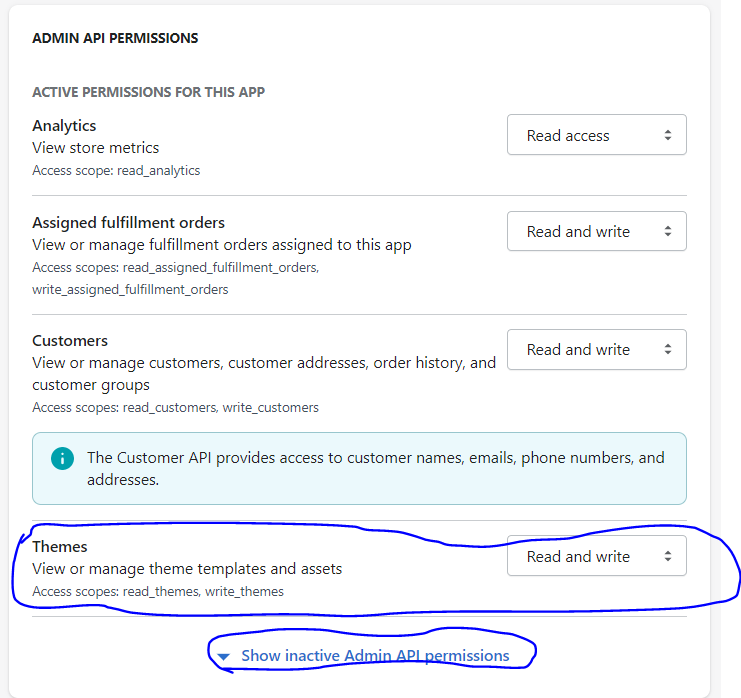 ADMIN API PERMISSIONS
ACTIVE PERMISSIONS FOR THIS APP
Analytics
View store metrics
Access scope: read_analytics
Read access
Assigned fulfillment orders
View or manage fulfillment orders assigned to this app
Access scopes: read_assigned_fulfillment_orders,
write_assigned_fulfillment_orders
Read and write
Customers
View or manage customers, customer addresses, order history, and
customer groups
Access scopes: read_customers, write_customers
Read and write
The Customer API provides access to customer names, emails, phone numbers, and
addresses.
Themes
View or manage theme templates and assets
Access scopes: read_themes, write_themes
Read and write
Show inactive Admin API permissions